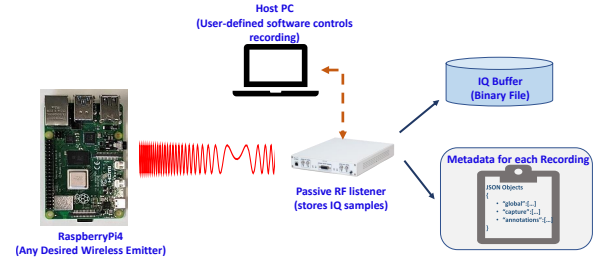 Host PC
(User-defined software controls
recording)
IQ Buffer
(Binary File)
Metadata for each Recording
JSON Objects
{
• "global":[...]
• "capture":[...]
• "annotations":[...]
}
Passive RF listener
(stores IQ samples)
RaspberryPi4
(Any Desired Wireless Emitter)